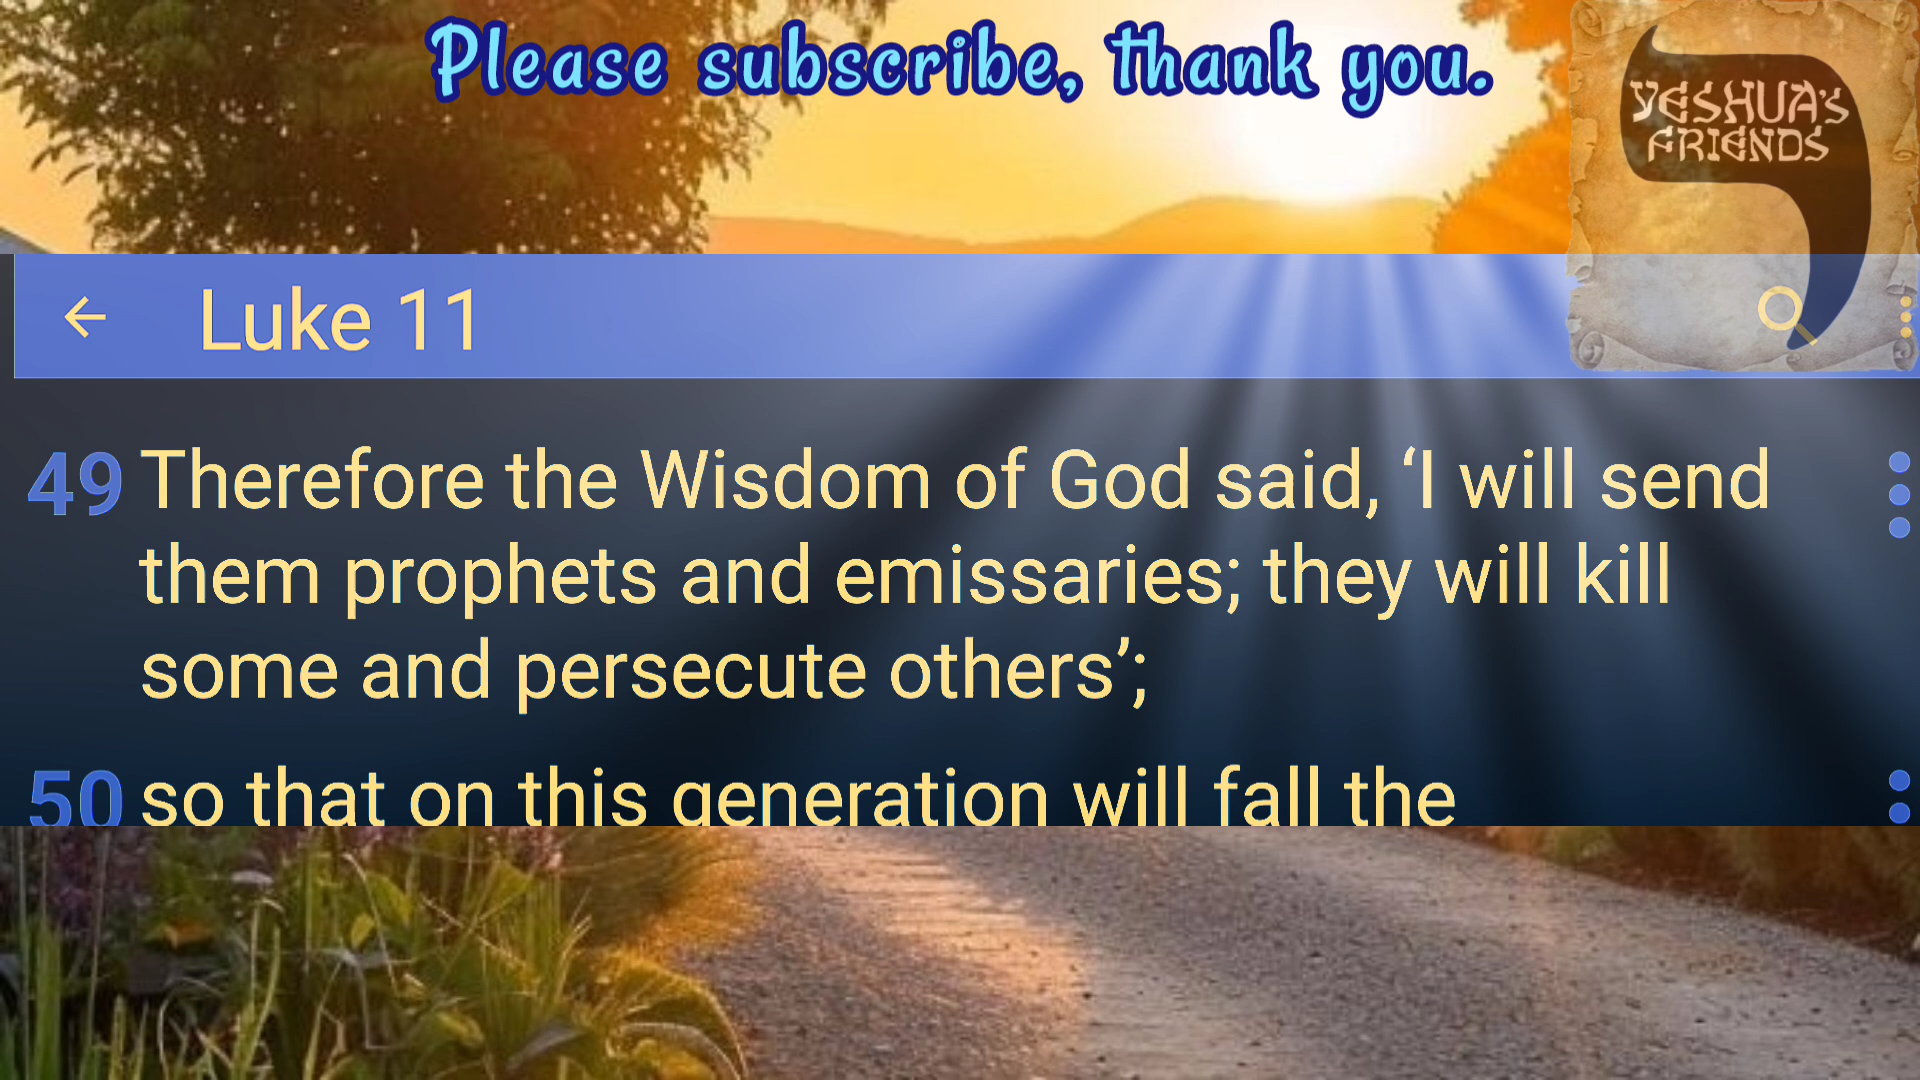 Please subscribe, thank you.
YESHUA'S
FRIENDS
Luke 11
49 Therefore the Wisdom of God said, ‘I will send
them prophets and emissaries; they will kill
some and persecute others’;
50 so that on this generation will fall the